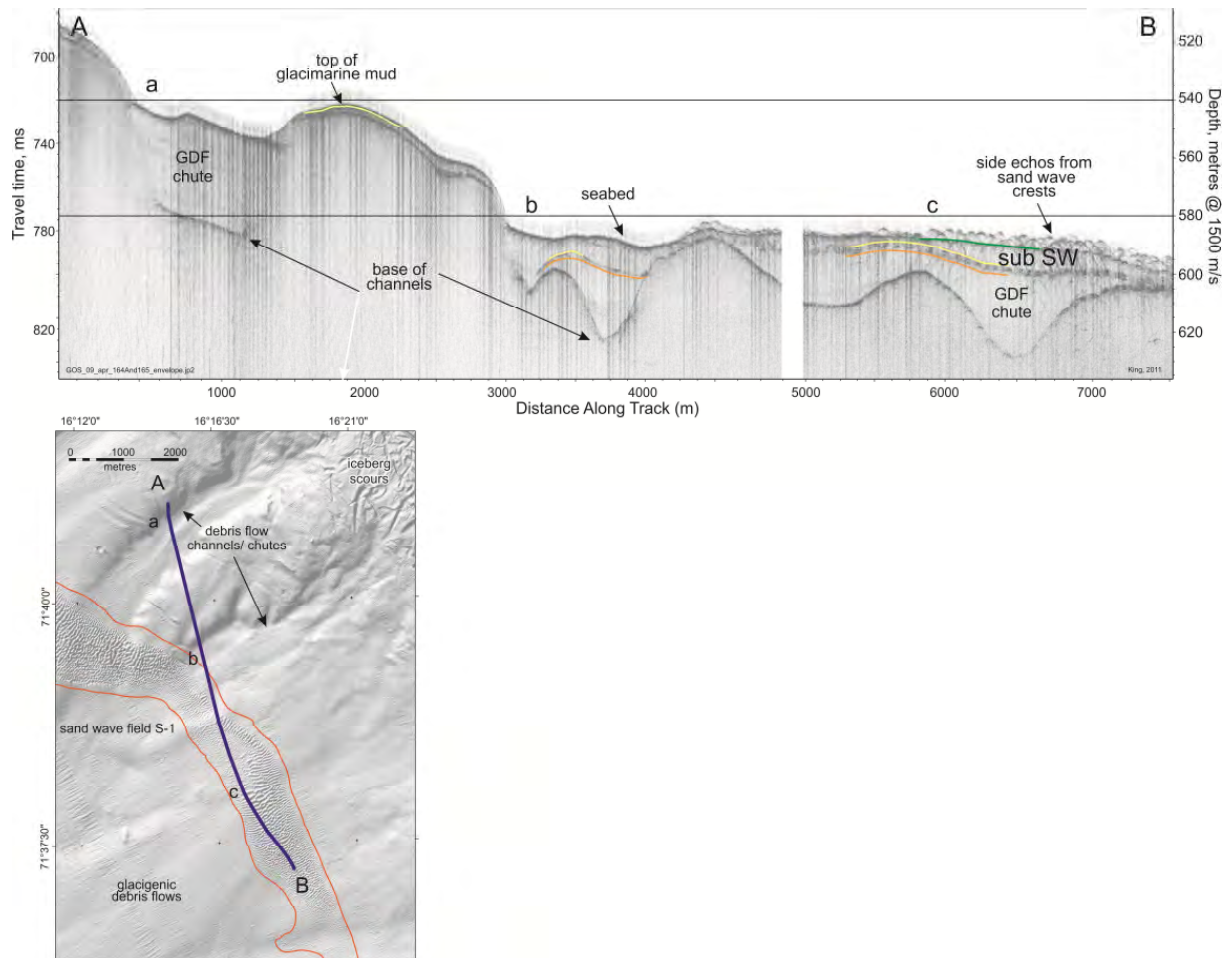 A
B
700
740
780
820
Travel time, ms
520
540
560
580
600
620
Depth, metres @ 1500 m/s
a
top of
glacimarine mud
GDF
chute
b
seabed
c
side echos from
sand wave
crests
sub SW
base of
channels
GDF
chute
GOS_09_apr_164And165_envelope.jp2
King, 2011
1000
2000
3000
4000
5000
6000
7000
Distance Along Track (m)
16°12'0"
16°16'30"
16°21'0"
0 1000 2000
metres
iceberg
scours
A
a
debris flow
channels/ chutes
71°40'0"
b
sand wave field S-1
c
71°37'30"
glacigenic
debris flows
B